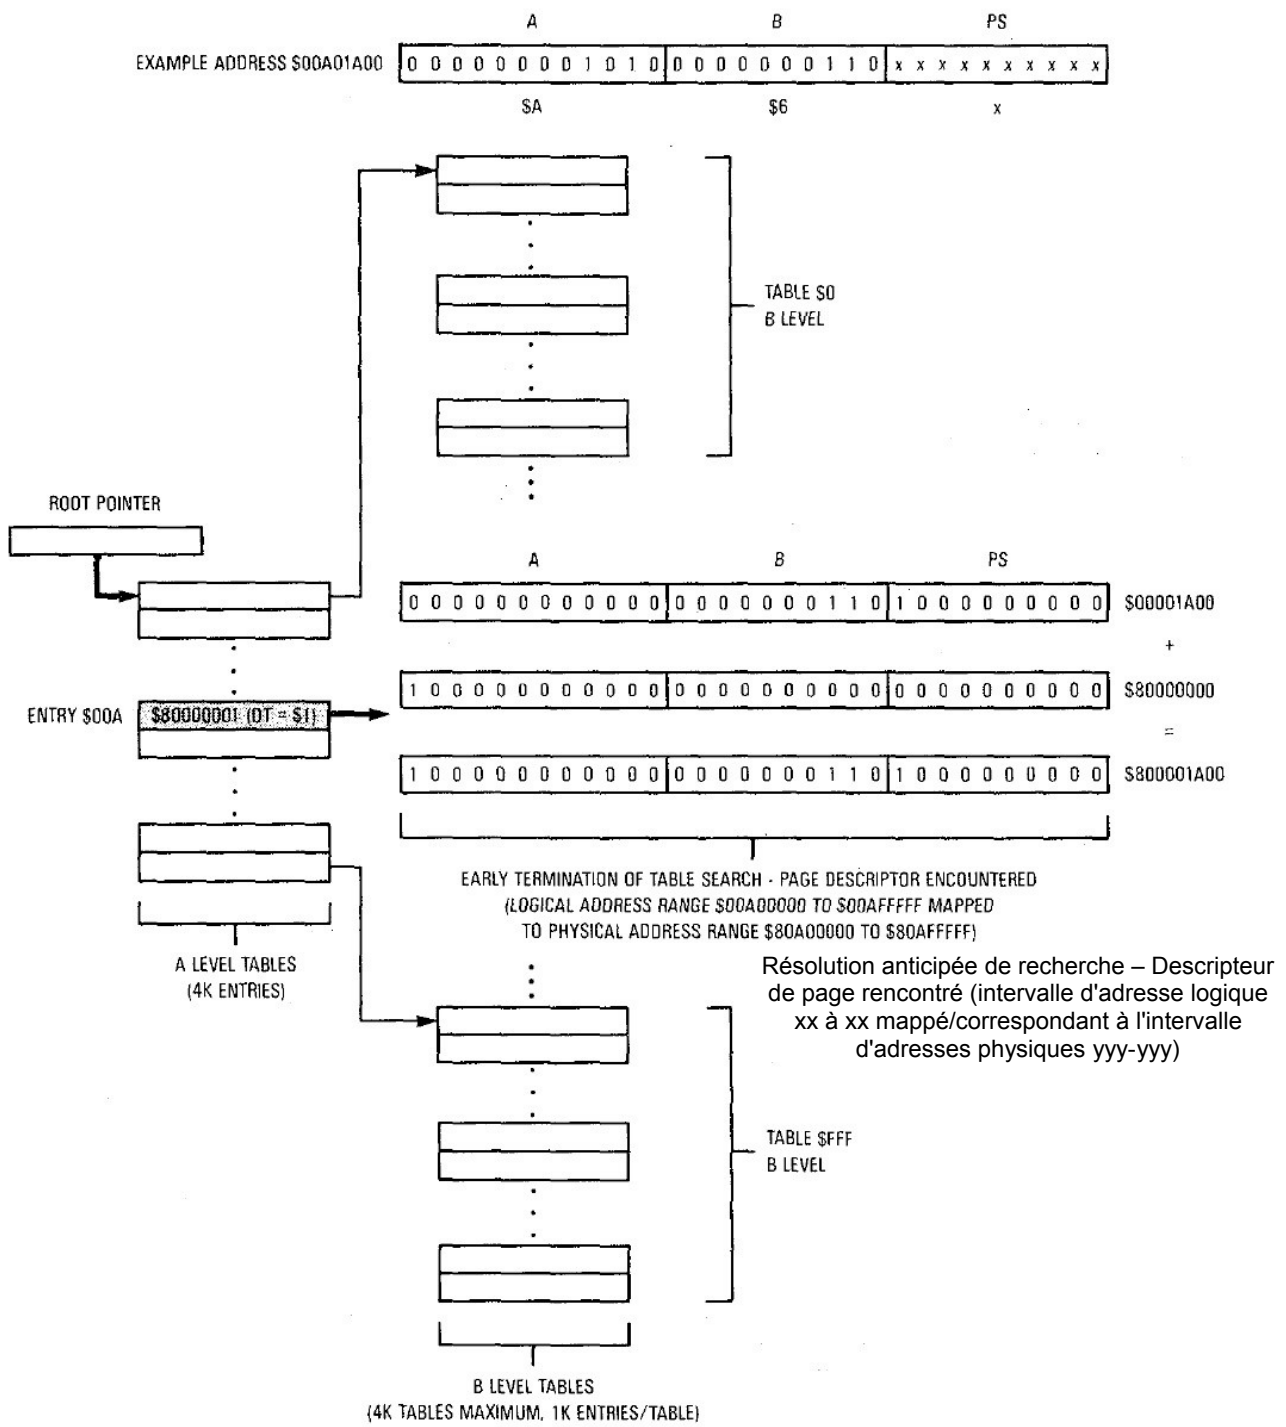 A B PS
EXAMPLE ADDRESS $00A01A00 0 0 0 0 0 0 0 0 1 0 1 0 0 0 0 0 0 0 0 1 1 0 x x x x x x x x x x
$A $6 x
TABLE $0
B LEVEL
ROOT POINTER
A B PS
0 0 0 0 0 0 0 0 0 0 0 0 0 0 0 0 0 0 0 1 1 0 1 0 0 0 0 0 0 0 0 0 $00001A00
+
ENTRY $00A $80000001 (DT = $1) 1 0 0 0 0 0 0 0 0 0 0 0 0 0 0 0 0 0 0 0 0 0 0 0 0 0 0 0 0 0 0 0 $80000000
=
1 0 0 0 0 0 0 0 0 0 0 0 0 0 0 0 0 0 0 1 1 0 1 0 0 0 0 0 0 0 0 0 $800001A00
EARLY TERMINATION OF TABLE SEARCH - PAGE DESCRIPTOR ENCOUNTERED
(LOGICAL ADDRESS RANGE $00A00000 TO $00AFFFFF MAPPED
TO PHYSICAL ADDRESS RANGE $80A00000 TO $80AFFFFF)
A LEVEL TABLES
(4K ENTRIES)
Résolution anticipée de recherche – Descripteur
de page rencontré (intervalle d'adresse logique
xx à xx mappé/correspondant à l'intervalle
d'adresses physiques yyy-yyy)
TABLE $FFF
B LEVEL
B LEVEL TABLES
(4K TABLES MAXIMUM, 1K ENTRIES/TABLE)